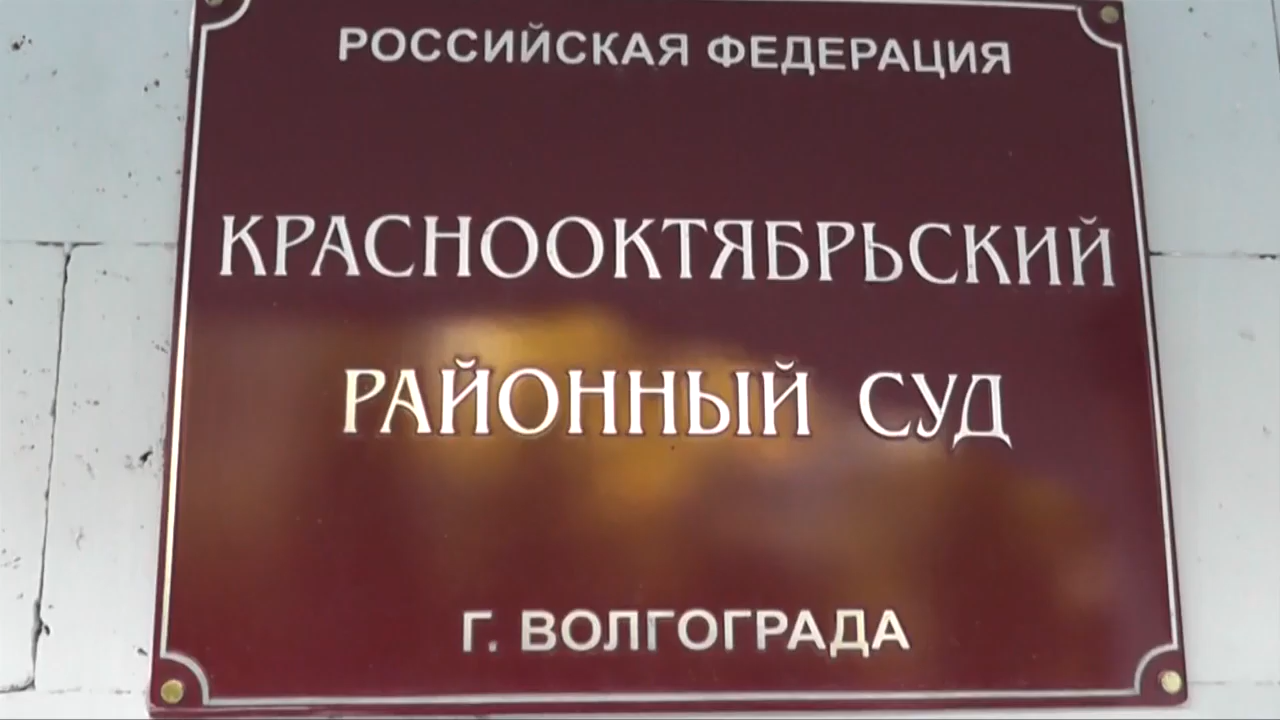 РОССИЙСКАЯ ФЕДЕРАЦИЯ
КРАСНООКТЯБРЬСКИЙ
РАЙОННЫЙ СУД
Г. ВОЛГОГРАДА